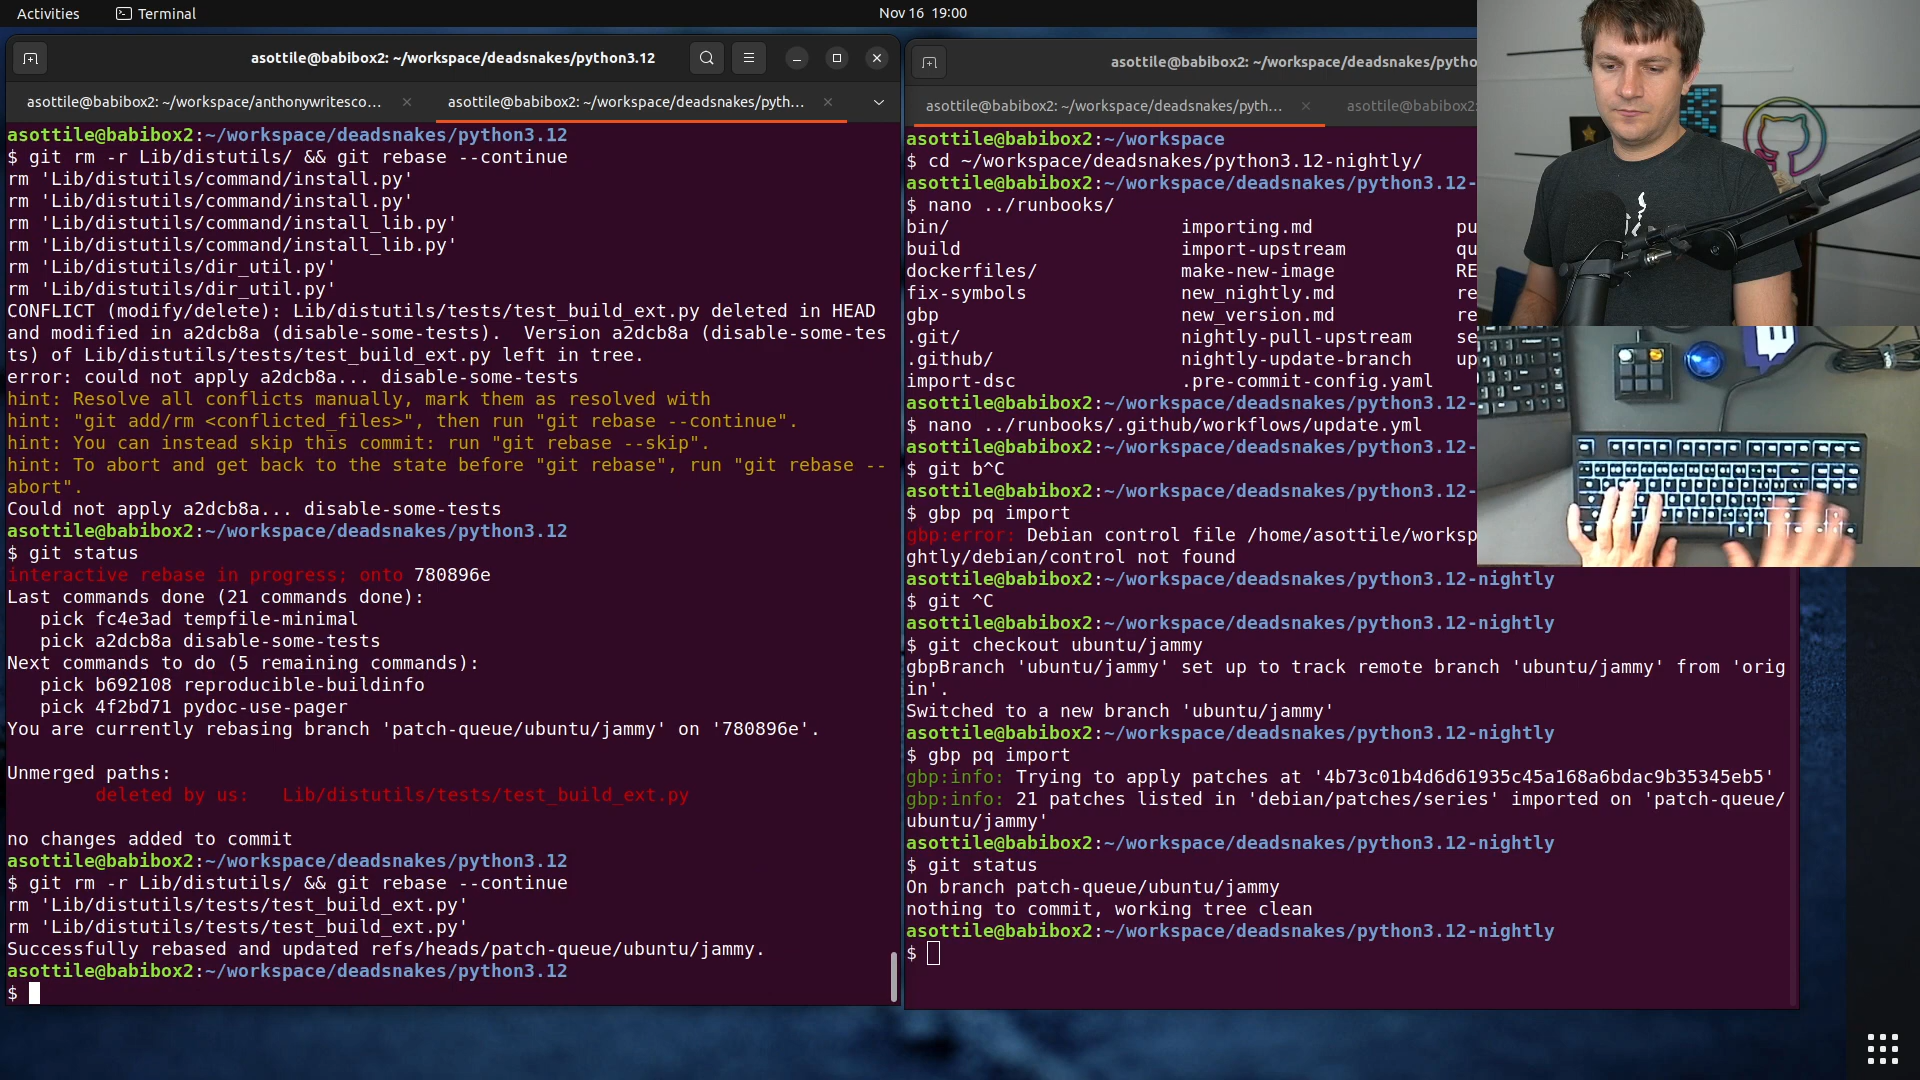 Activities
Terminal
Nov 16 19:00
asottile@babibox2: ~/workspace/deadsnakes/python3.12
asottile@babibox2: ~/workspace/anthonywritesco…
asottile@babibox2: ~/workspace/deadsnakes/pyth…
asottile@babibox2:~/workspace/deadsnakes/python3.12
$ git rm -r Lib/distutils/ && git rebase --continue
rm 'Lib/distutils/command/install.py'
rm 'Lib/distutils/command/install.py'
rm 'Lib/distutils/command/install_lib.py'
rm 'Lib/distutils/command/install_lib.py'
rm 'Lib/distutils/dir_util.py'
rm 'Lib/distutils/dir_util.py'
CONFLICT (modify/delete): Lib/distutils/tests/test_build_ext.py deleted in HEAD
and modified in a2dcb8a (disable-some-tests).  Version a2dcb8a (disable-some-tes
ts) of Lib/distutils/tests/test_build_ext.py left in tree.
error: could not apply a2dcb8a... disable-some-tests
hint: Resolve all conflicts manually, mark them as resolved with
hint: "git add/rm <conflicted_files>", then run "git rebase --continue".
hint: You can instead skip this commit: run "git rebase --skip".
hint: To abort and get back to the state before "git rebase", run "git rebase --
abort".
Could not apply a2dcb8a... disable-some-tests
asottile@babibox2:~/workspace/deadsnakes/python3.12
$ git status
interactive rebase in progress; onto 780896e
Last commands done (21 commands done):
   pick fc4e3ad tempfile-minimal
   pick a2dcb8a disable-some-tests
Next commands to do (5 remaining commands):
   pick b692108 reproducible-buildinfo
   pick 4f2bd71 pydoc-use-pager
You are currently rebasing branch 'patch-queue/ubuntu/jammy' on '780896e'.
Unmerged paths:
        deleted by us:   Lib/distutils/tests/test_build_ext.py
no changes added to commit
asottile@babibox2:~/workspace/deadsnakes/python3.12
$ git rm -r Lib/distutils/ && git rebase --continue
rm 'Lib/distutils/tests/test_build_ext.py'
rm 'Lib/distutils/tests/test_build_ext.py'
Successfully rebased and updated refs/heads/patch-queue/ubuntu/jammy.
asottile@babibox2:~/workspace/deadsnakes/python3.12
$
asottile@babibox2: ~/workspace/deadsnakes/pytho
asottile@babibox2: ~/workspace/deadsnakes/pyth…
asottile@babibox2:
asottile@babibox2:~/workspace
$ cd ~/workspace/deadsnakes/python3.12-nightly/
asottile@babibox2:~/workspace/deadsnakes/python3.12-
$ nano ../runbooks/
bin/                     importing.md             pu
build                    import-upstream          qu
dockerfiles/             make-new-image           RE
fix-symbols              new_nightly.md           re
gbp                      new_version.md           re
.git/                    nightly-pull-upstream    se
.github/                 nightly-update-branch    up
import-dsc               .pre-commit-config.yaml
asottile@babibox2:~/workspace/deadsnakes/python3.12-
$ nano ../runbooks/.github/workflows/update.yml
asottile@babibox2:~/workspace/deadsnakes/python3.12-
$ git b^C
asottile@babibox2:~/workspace/deadsnakes/python3.12-
$ gbp pq import
gbp:error: Debian control file /home/asottile/worksp
ghtly/debian/control not found
asottile@babibox2:~/workspace/deadsnakes/python3.12-nightly
$ git ^C
asottile@babibox2:~/workspace/deadsnakes/python3.12-nightly
$ git checkout ubuntu/jammy
gbpBranch 'ubuntu/jammy' set up to track remote branch 'ubuntu/jammy' from 'orig
in'.
Switched to a new branch 'ubuntu/jammy'
asottile@babibox2:~/workspace/deadsnakes/python3.12-nightly
$ gbp pq import
gbp:info: Trying to apply patches at '4b73c01b4d6d61935c45a168a6bdac9b35345eb5'
gbp:info: 21 patches listed in 'debian/patches/series' imported on 'patch-queue/
ubuntu/jammy'
asottile@babibox2:~/workspace/deadsnakes/python3.12-nightly
$ git status
On branch patch-queue/ubuntu/jammy
nothing to commit, working tree clean
asottile@babibox2:~/workspace/deadsnakes/python3.12-nightly
$